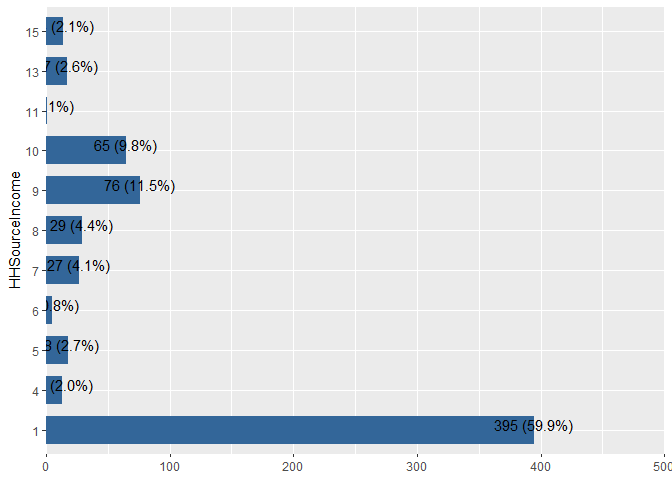 HHSourceIncome
15 (2.1%)
13 7 (2.6%)
11 1%)
10 65 (9.8%)
9 76 (11.5%)
8 29 (4.4%)
7 27 (4.1%)
6 .8%)
5 8 (2.7%)
4 (2.0%)
1 395 (59.9%)
0 100 200 300 400 500